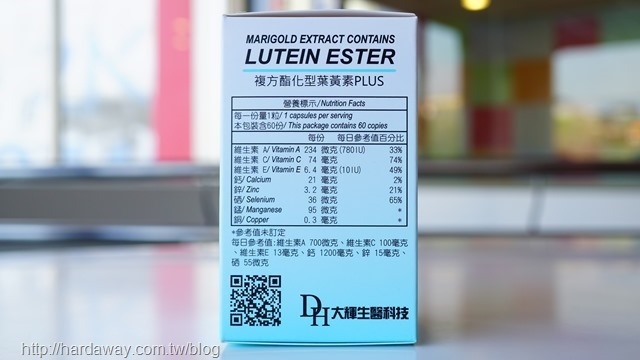 MARIGOLD EXTRACT CONTAINS
LUTEIN ESTER
複方酯化型葉黃素PLUS
營養標示/Nutrition Facts
每一份量1粒/ 1 capsules per serving
本包裝含60份/ This package contains 60 copies
每份 每日參考值百分比
維生素 A/ Vitamin A 234 微克 (780IU) 33%
維生素 C/ Vitamin C 74 毫克 74%
維生素 E/ Vitamin E 6.4 毫克 (10IU) 49%
鈣/ Calcium 21 毫克 2%
鋅/ Zinc 3.2 毫克 21%
硒/ Selenium 36 微克 65%
錳/ Manganese 95 微克 *
銅/ Copper 0.3 毫克 *
*參考值未訂定
每日參考值:維生素A 700微克、維生素C 100毫克
、維生素E 13毫克、鈣 1200毫克、鋅 15毫克、
硒 55微克
DH 大輝生醫科技
http://hardaway.com.tw/blog